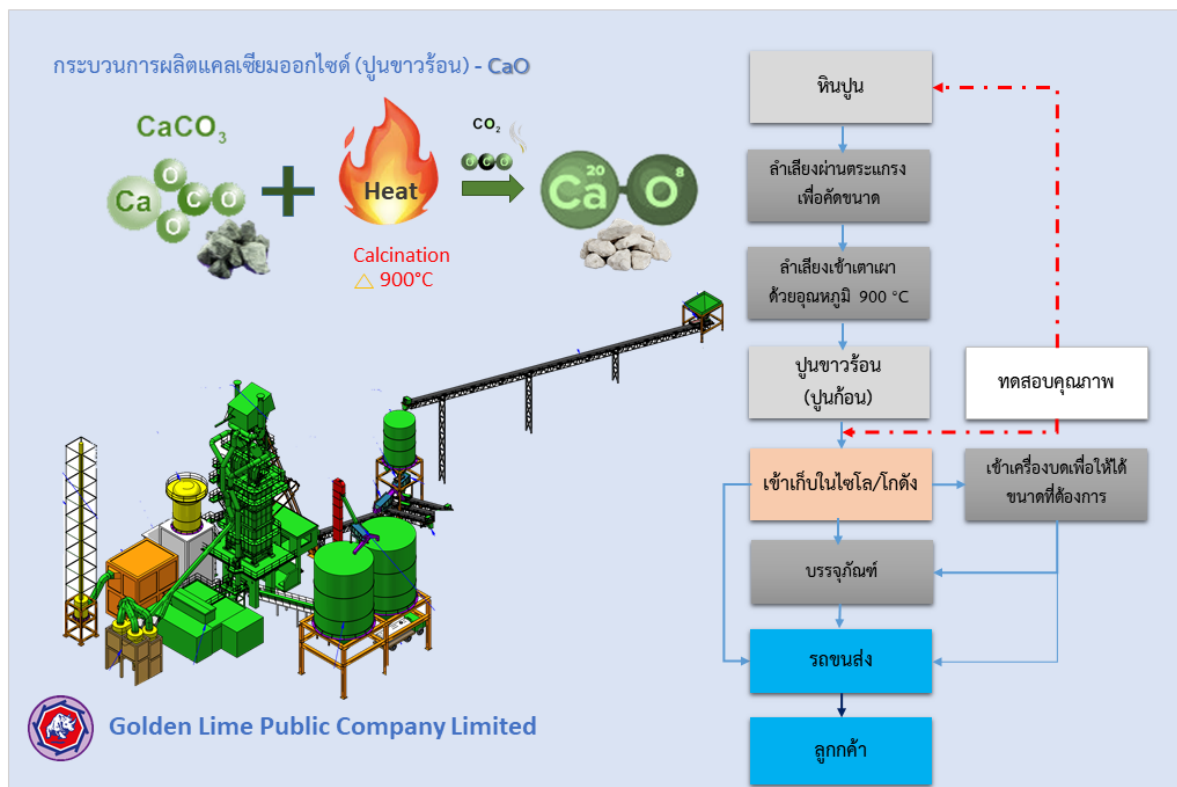 กระบวนการผลิตแคลเซียมออกไซด์ (ปูนขาวร้อน) - CaO
CaCO₃
Ca
O
O
C
O
Heat
Calcination
△ 900°C
CO₂
O C O
20
Ca
O
8
Golden Lime Public Company Limited
หินปูน
ลำเลียงผ่านตระแกรง
เพื่อคัดขนาด
ลำเลียงเข้าเตาเผา
ด้วยอุณหภูมิ 900 °C
ปูนขาวร้อน
(ปูนก้อน)
ทดสอบคุณภาพ
เข้าเก็บในไซโล/โกดัง
เข้าเครื่องบดเพื่อให้ได้
ขนาดที่ต้องการ
บรรจุภัณฑ์
รถขนส่ง
ลูกกค้า